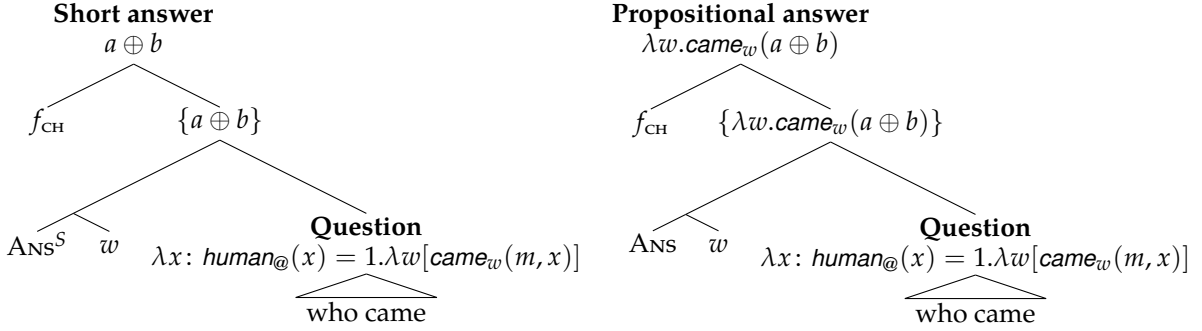 Short answer
a ⊕ b
f_CH
{a ⊕ b}
ANS^S
w
Question
λx: human_@(x) = 1.λw[came_w(m, x)]
who came
Propositional answer
λw.came_w(a ⊕ b)
f_CH
{λw.came_w(a ⊕ b)}
ANS
w
Question
λx: human_@(x) = 1.λw[came_w(m, x)]
who came